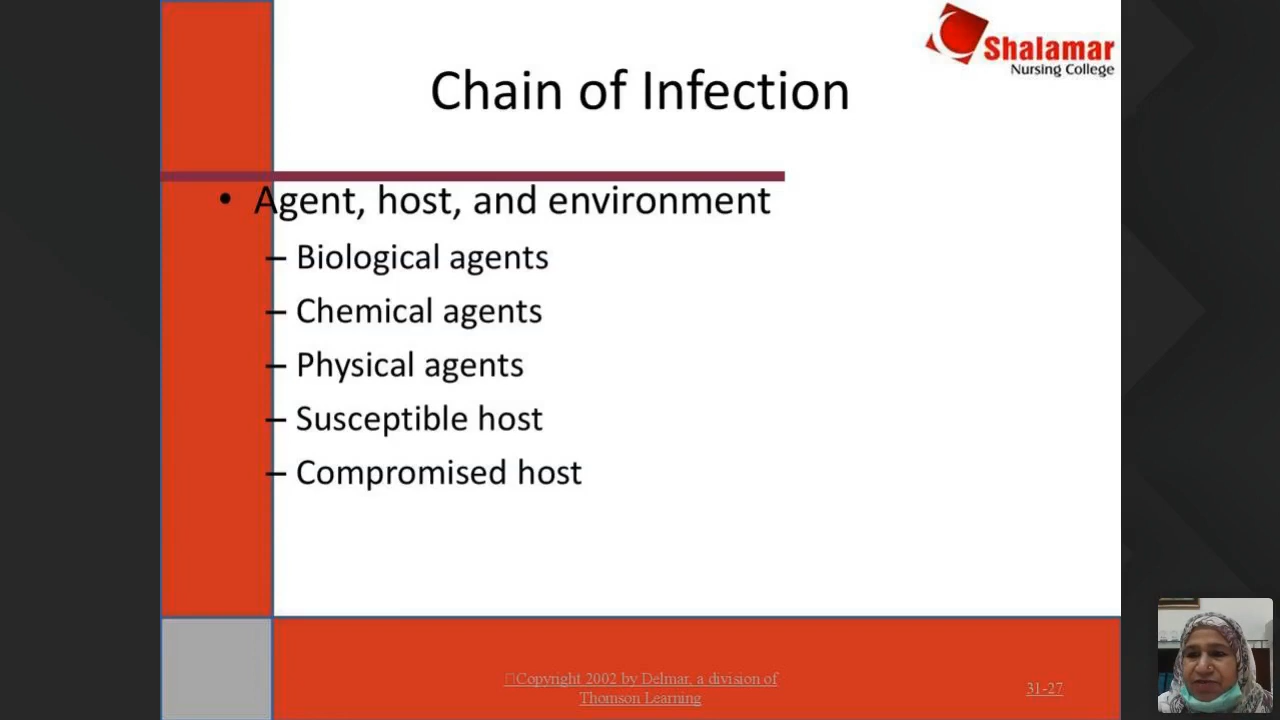 Shalamar
Nursing College
Chain of Infection
• Agent, host, and environment
– Biological agents
– Chemical agents
– Physical agents
– Susceptible host
– Compromised host
Copyright 2002 by Delmar, a division of
Thomson Learning
31-27